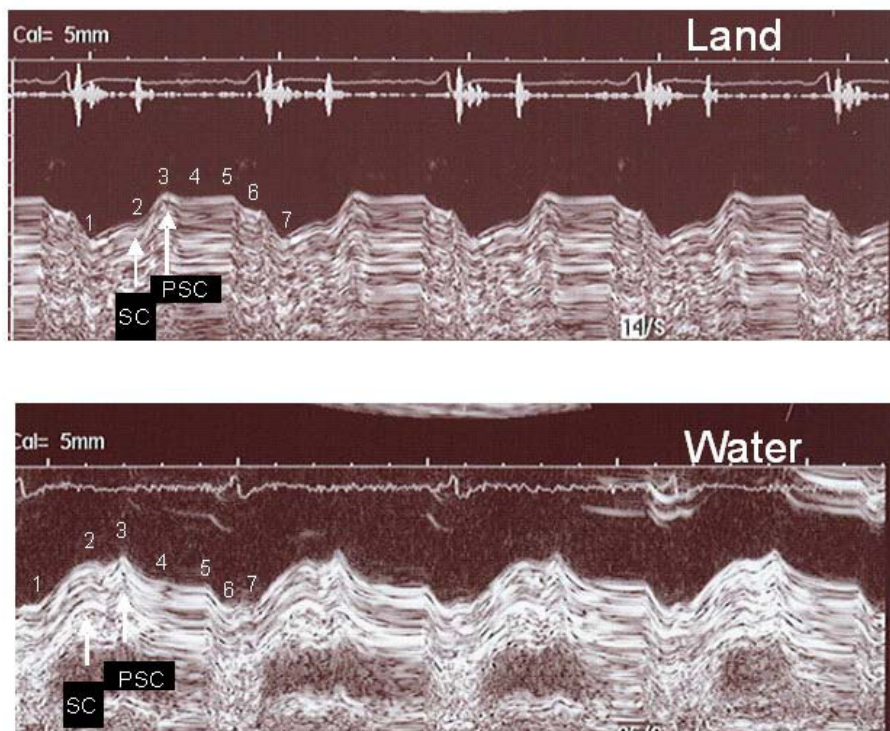 Cal= 5mm
Land
3 4 5
6
1 2 7
PSC
SC
14/S
Cal= 5mm
Water
3
2
4 5
1 6 7
PSC
SC